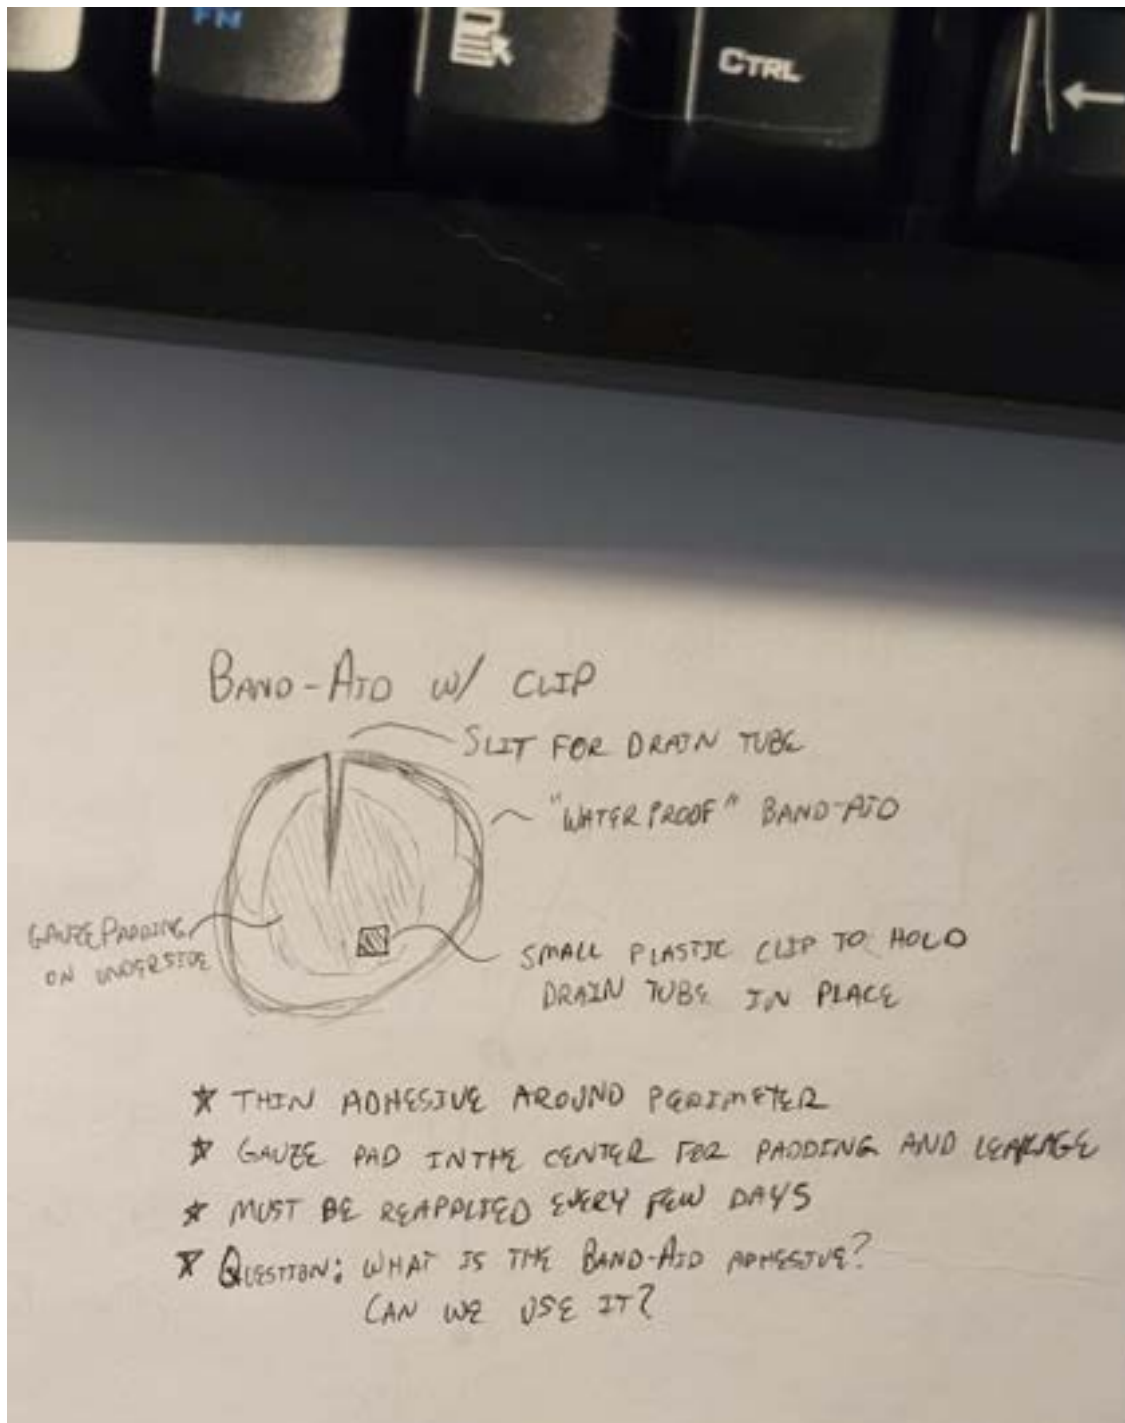 FN
CTRL
BAND-AID W/ CLIP
SLIT FOR DRAIN TUBE
"WATERPROOF" BAND-AID
GAUZE PADDING
ON UNDERSIDE
SMALL PLASTIC CLIP TO HOLD
DRAIN TUBE IN PLACE
★ THIN ADHESIVE AROUND PERIMETER
★ GAUZE PAD IN THE CENTER FOR PADDING AND LEAKAGE
★ MUST BE REAPPLIED EVERY FEW DAYS
★ QUESTION: WHAT IS THE BAND-AID ADHESIVE?
CAN WE USE IT?